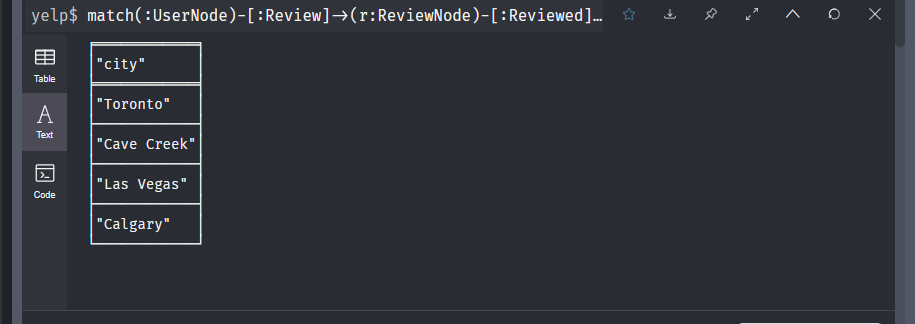 yelp$ match(:UserNode)-[:Review]->(r:ReviewNode)-[:Reviewed]…
Table
"city"
"Toronto"
Text
"Cave Creek"
"Las Vegas"
Code
"Calgary"